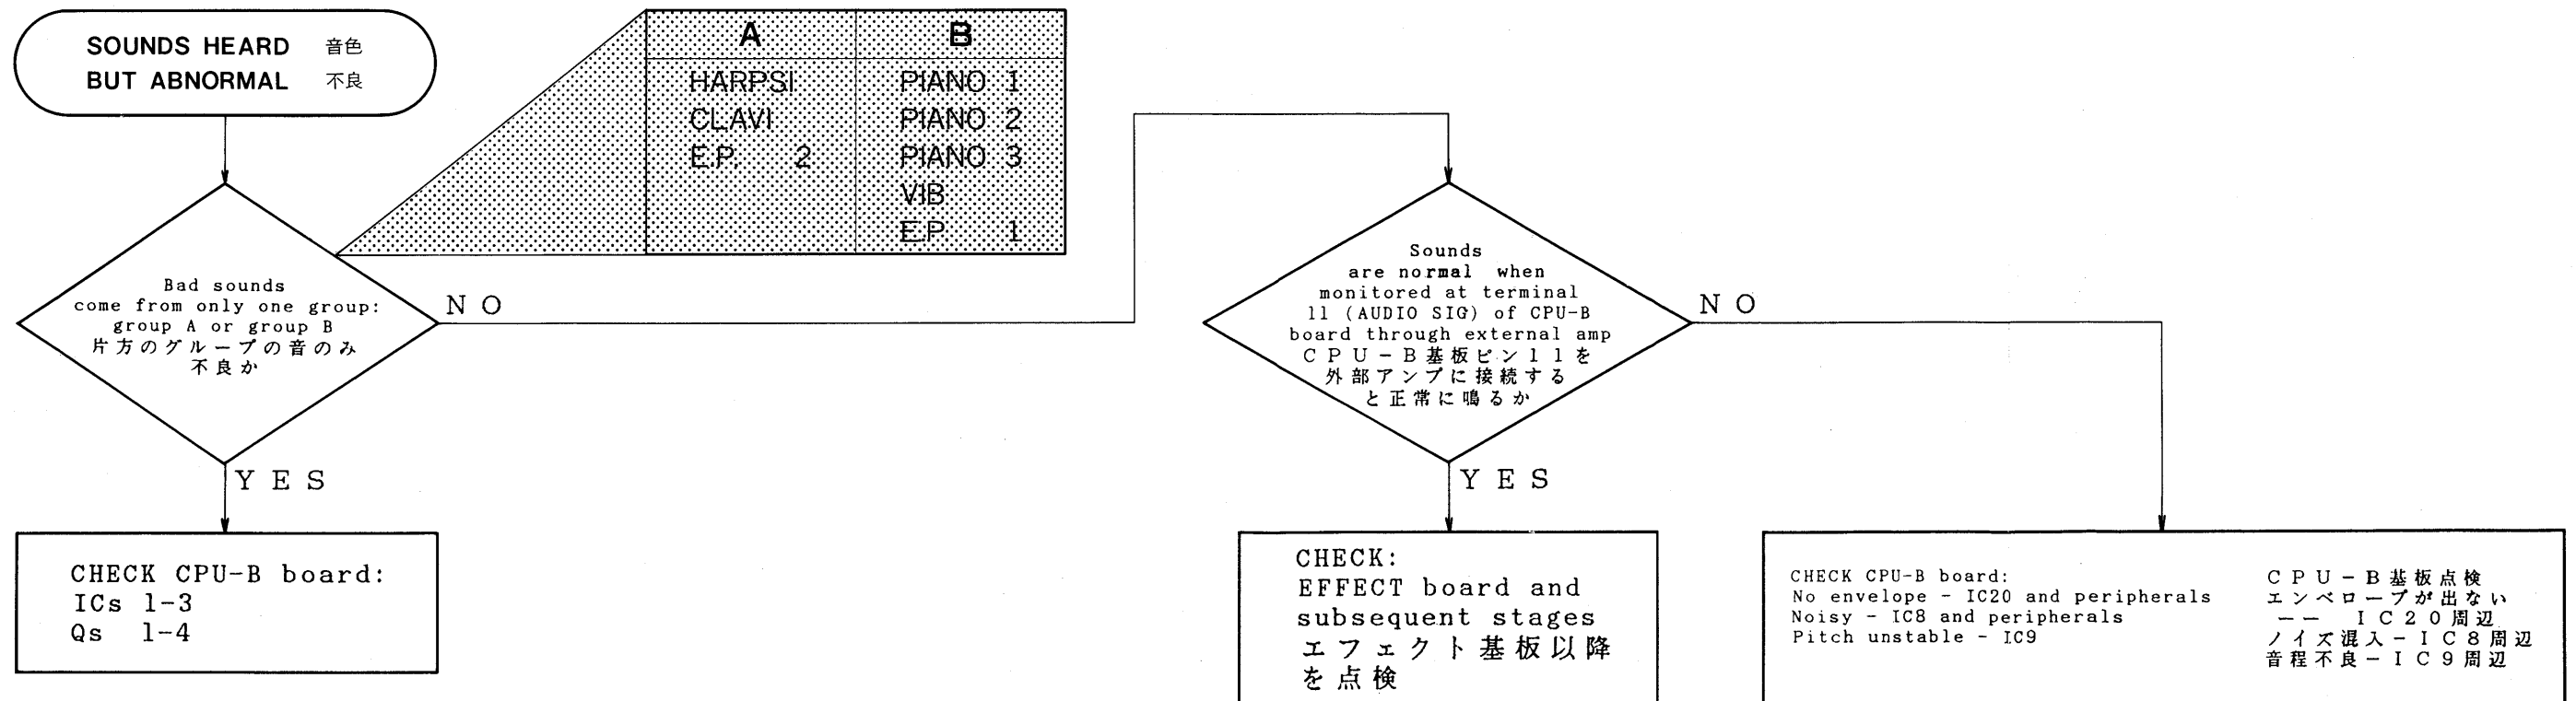 SOUNDS HEARD 音色
BUT ABNORMAL 不良
A B
HARPSI PIANO 1
CLAVI PIANO 2
E.P. 2 PIANO 3
VIB
E.P 1
Bad sounds
come from only one group:
group A or group B
片方のグループの音のみ
不良か
NO
YES
CHECK CPU-B board:
ICs 1-3
Qs 1-4
Sounds
are normal when
monitored at terminal
11 (AUDIO SIG) of CPU-B
board through external amp
CPU-B基板ピン11を
外部アンプに接続する
と正常に鳴るか
NO
YES
CHECK:
EFFECT board and
subsequent stages
エフェクト基板以降
を点検
CHECK CPU-B board:
No envelope - IC20 and peripherals
Noisy - IC8 and peripherals
Pitch unstable - IC9
CPU-B基板点検
エンベロープが出ない
-- IC20周辺
ノイズ混入-IC8周辺
音程不良-IC9周辺